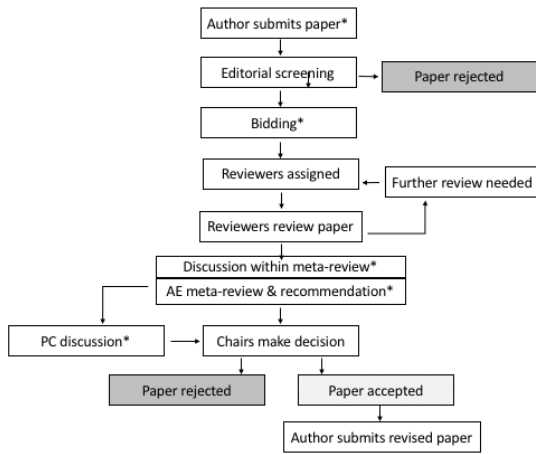 Author submits paper*
Editorial screening
Paper rejected
Bidding*
Reviewers assigned
Further review needed
Reviewers review paper
Discussion within meta-review*
AE meta-review & recommendation*
PC discussion*
Chairs make decision
Paper rejected
Paper accepted
Author submits revised paper